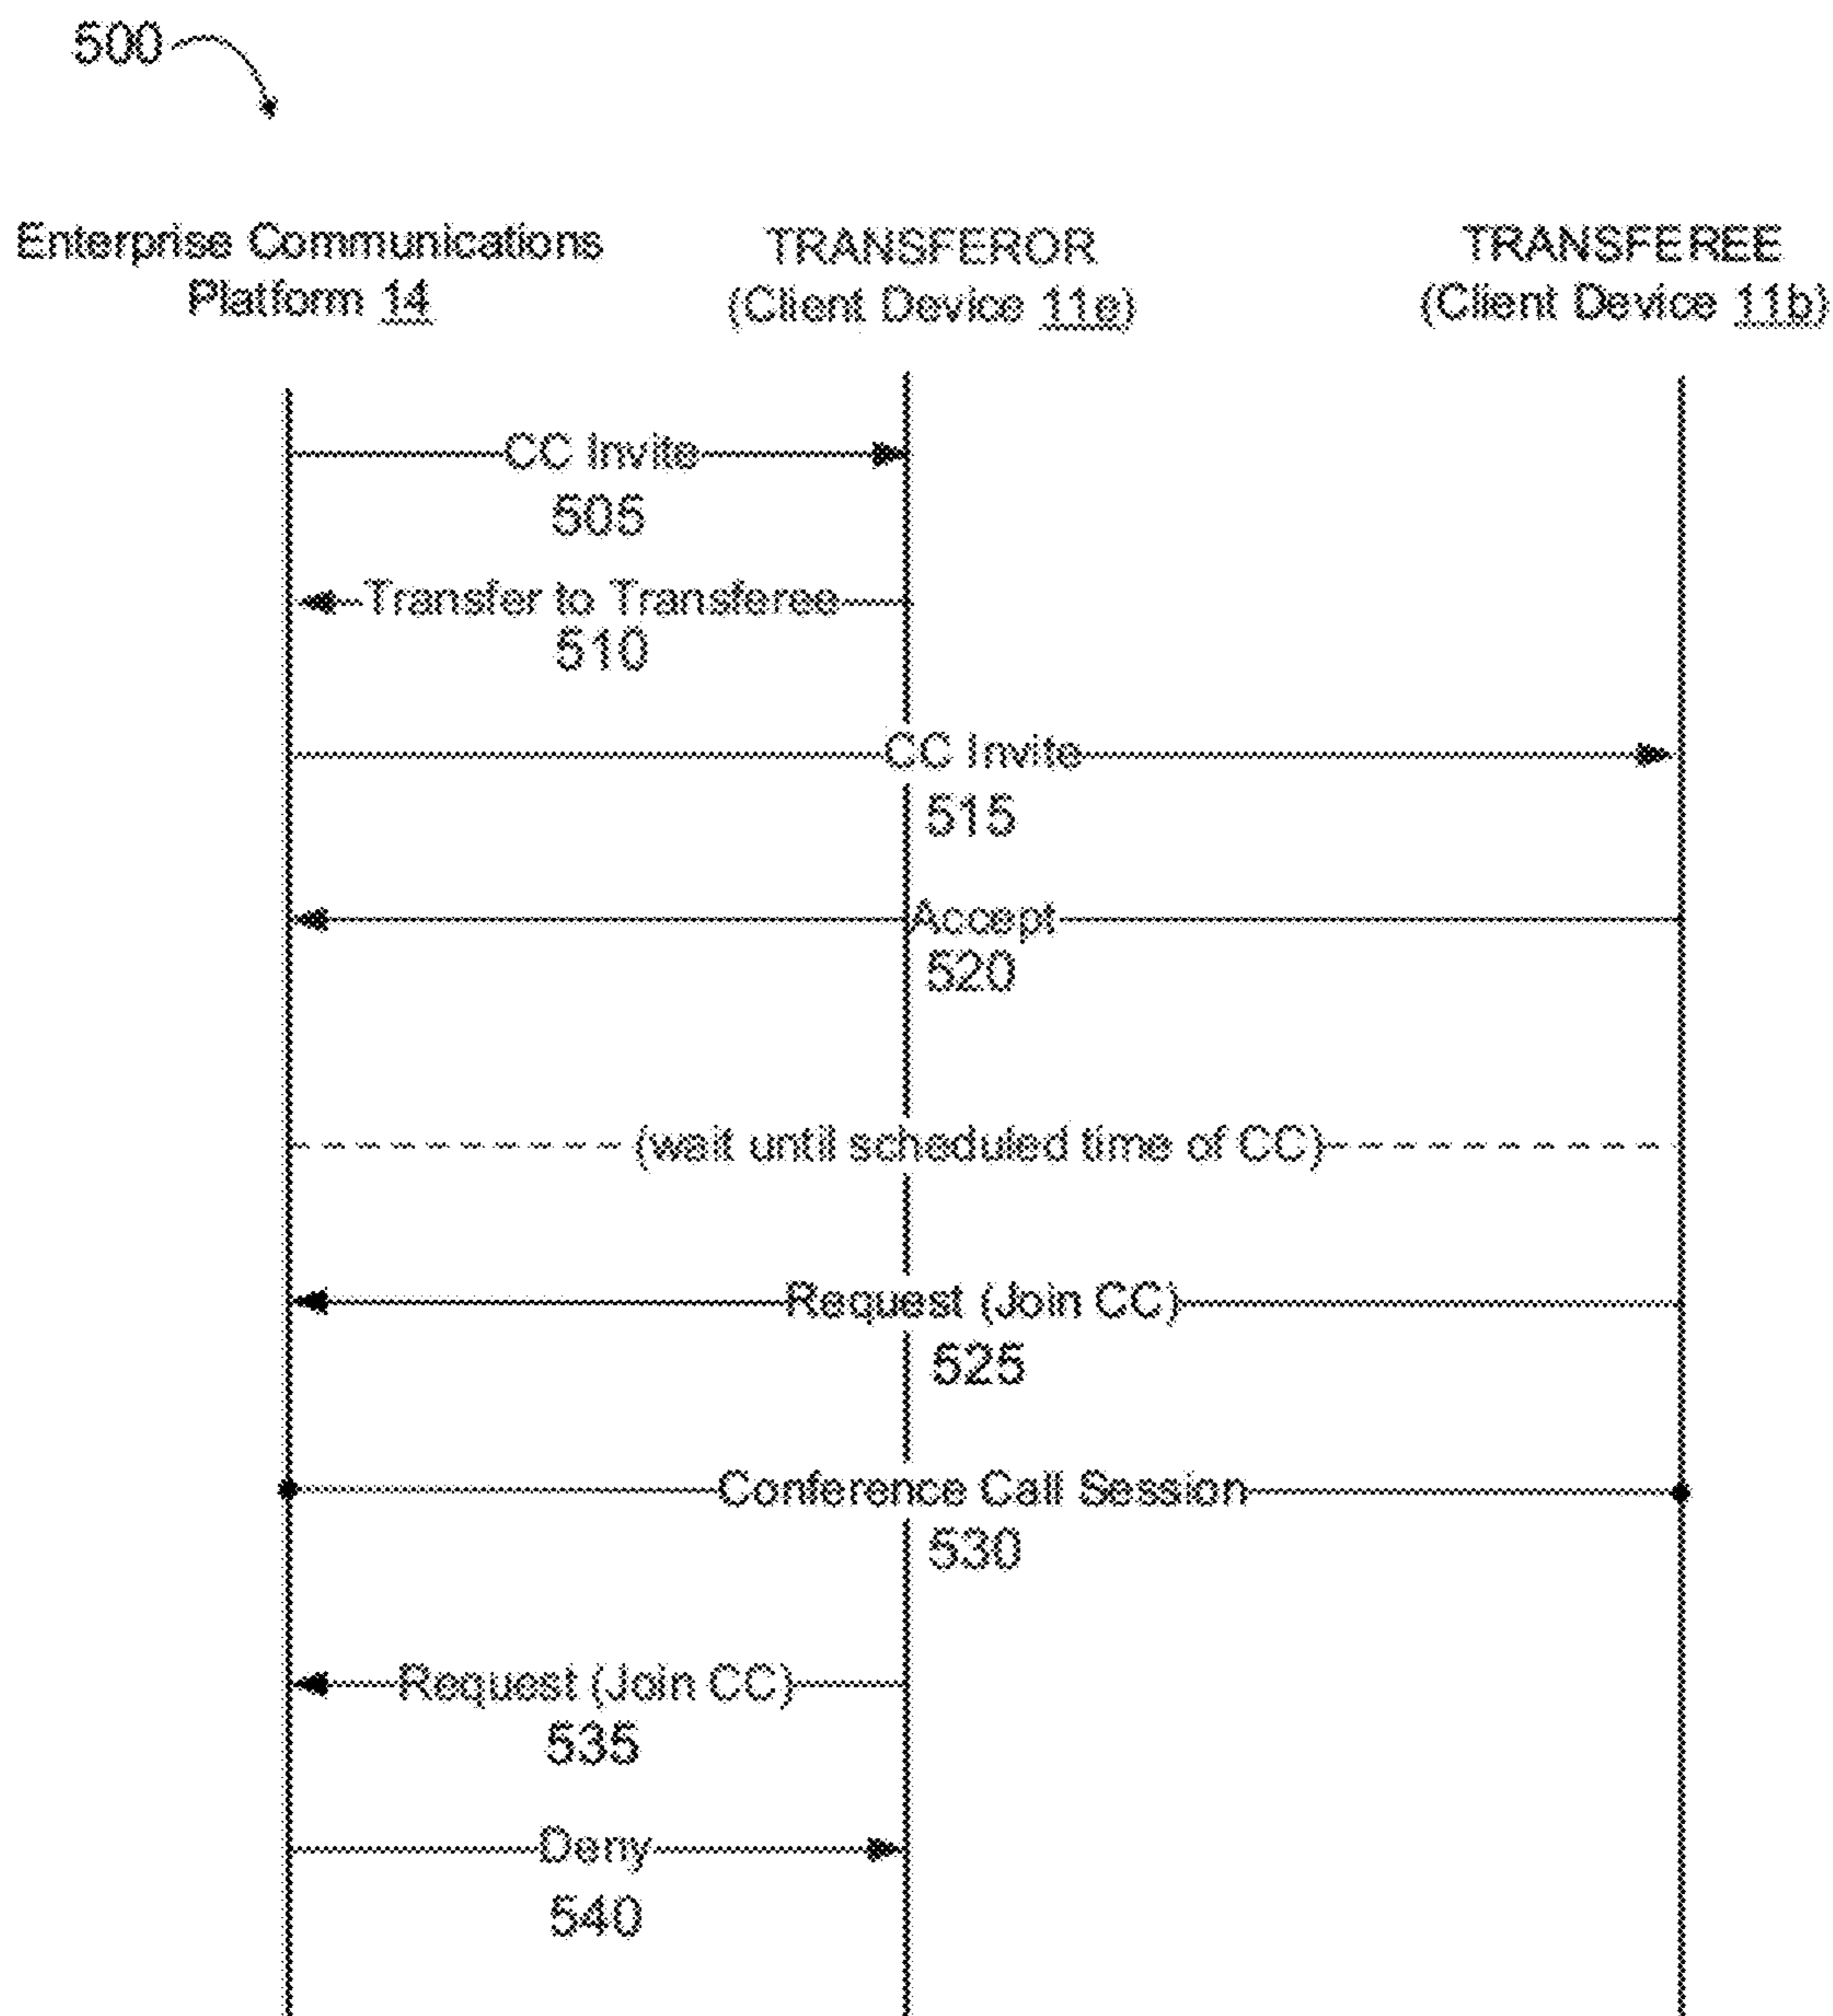 500
Enterprise Communications
Platform 14
TRANSFEROR
(Client Device 11e)
TRANSFEREE
(Client Device 11b)
CC Invite
505
Transfer to Transferee
510
CC Invite
515
Accept
520
(wait until scheduled time of CC)
Request (Join CC)
525
Conference Call Session
530
Request (Join CC)
535
Deny
540